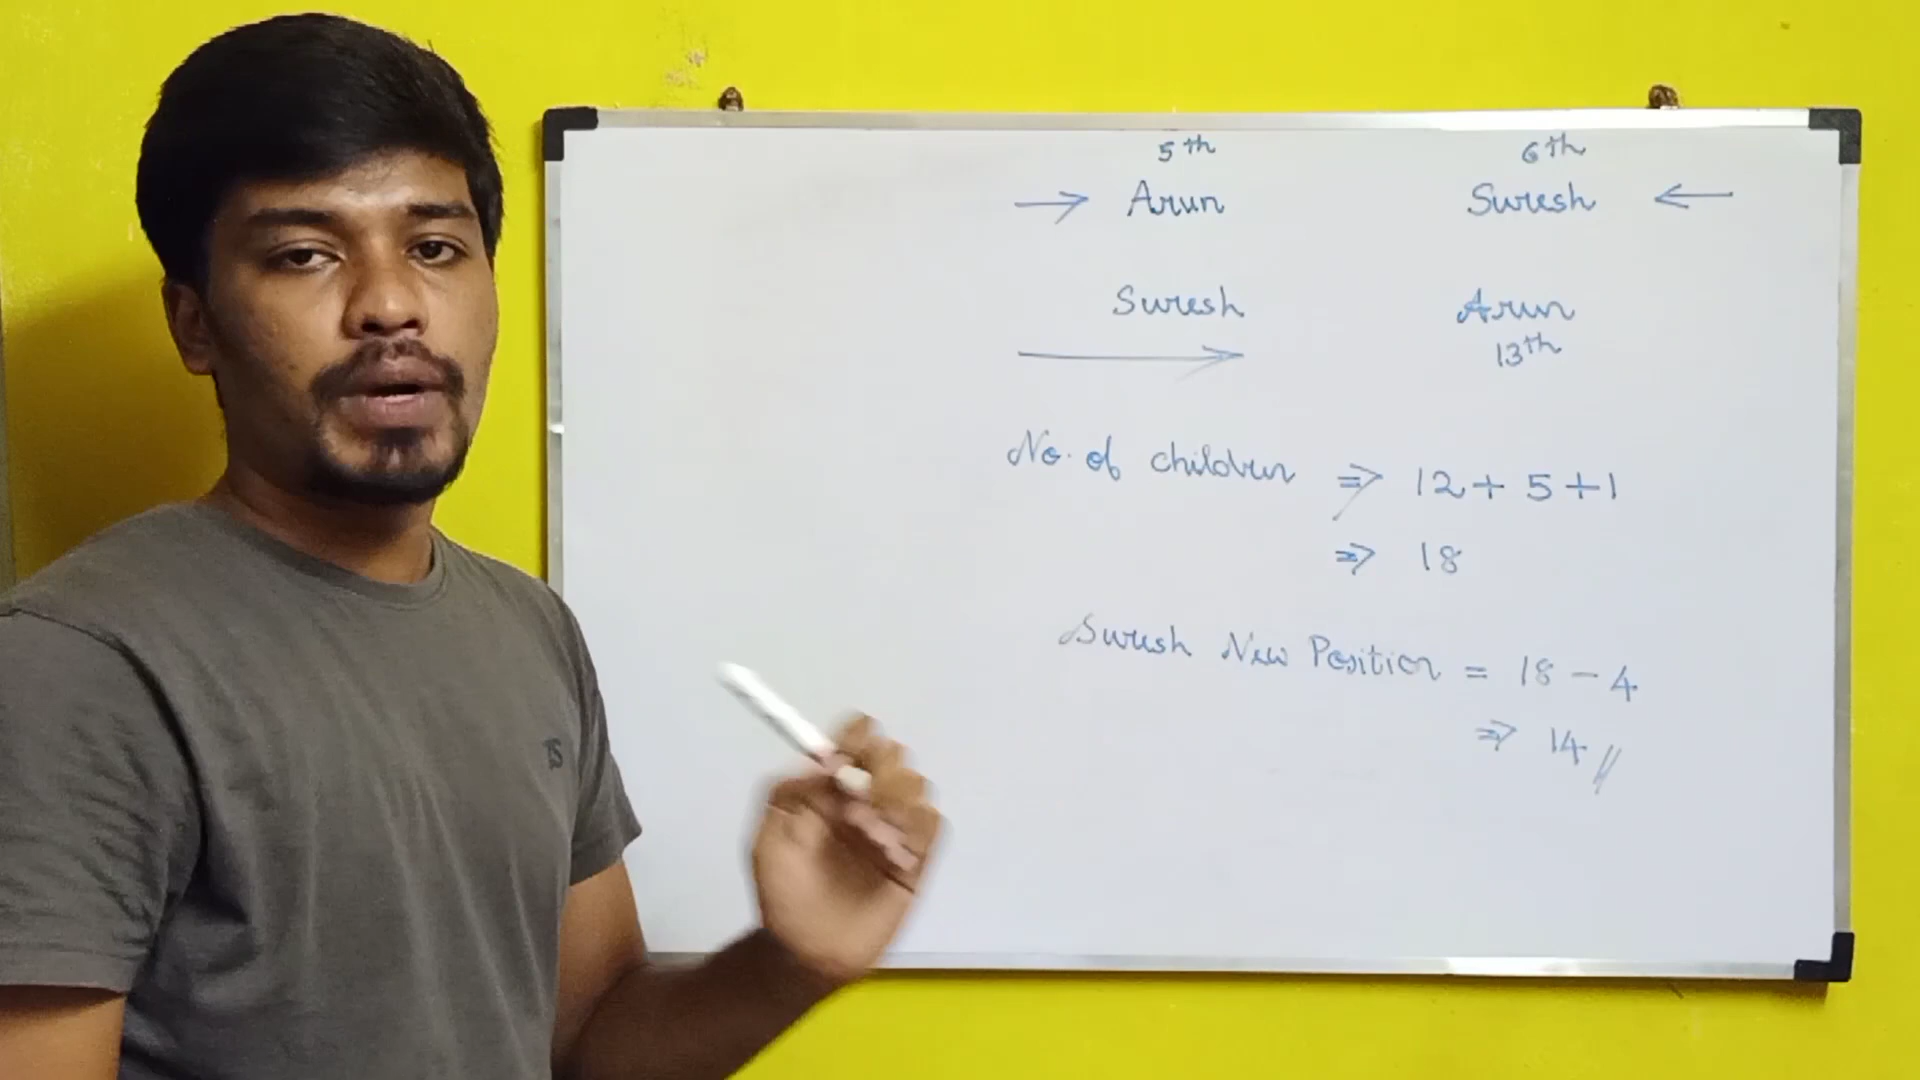 5th 6th
→ Arun Suresh ←
Suresh Arun
→ 13th
No. of children ⇒ 12 + 5 + 1
⇒ 18
Suresh New Position = 18 - 4
⇒ 14 //